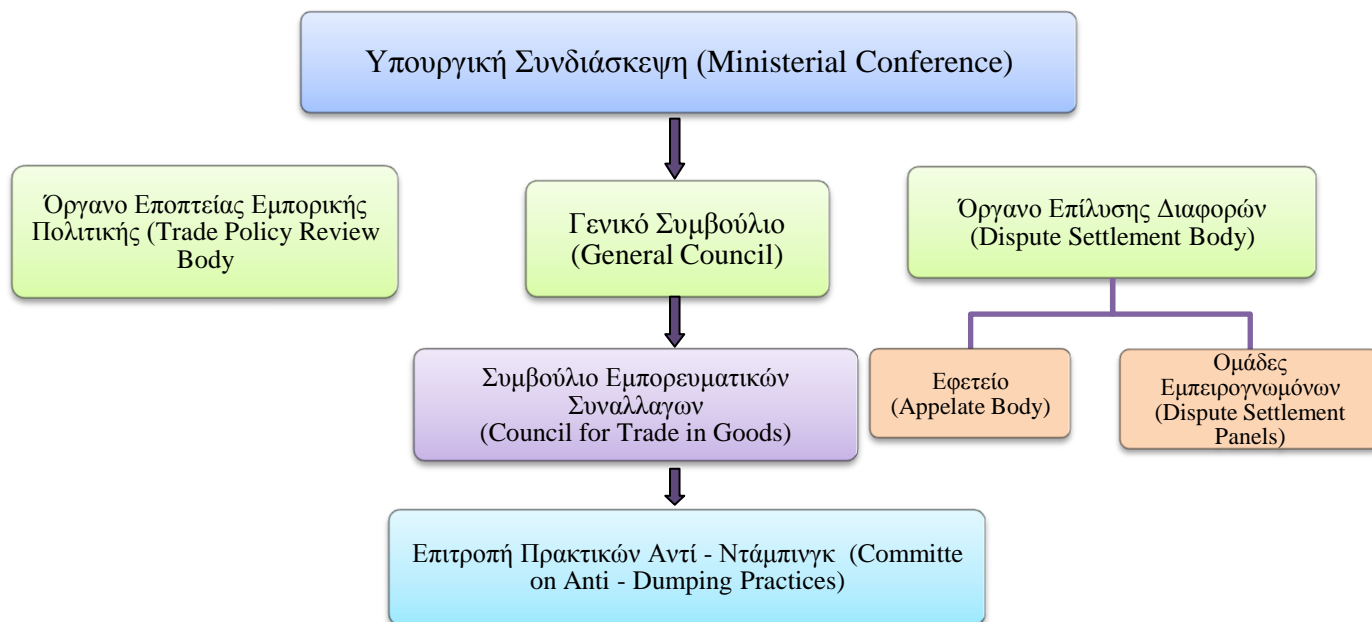 Υπουργική Συνδιάσκεψη (Ministerial Conference)
Όργανο Εποπτείας Εμπορικής
Πολιτικής (Trade Policy Review
Body
Γενικό Συμβούλιο
(General Council)
Όργανο Επίλυσης Διαφορών
(Dispute Settlement Body)
Συμβούλιο Εμπορευματικών
Συναλλαγων
(Council for Trade in Goods)
Εφετείο
(Appelate Body)
Ομάδες
Εμπειρογνωμόνων
(Dispute Settlement
Panels)
Επιτροπή Πρακτικών Αντί - Ντάμπινγκ (Committe
on Anti - Dumping Practices)